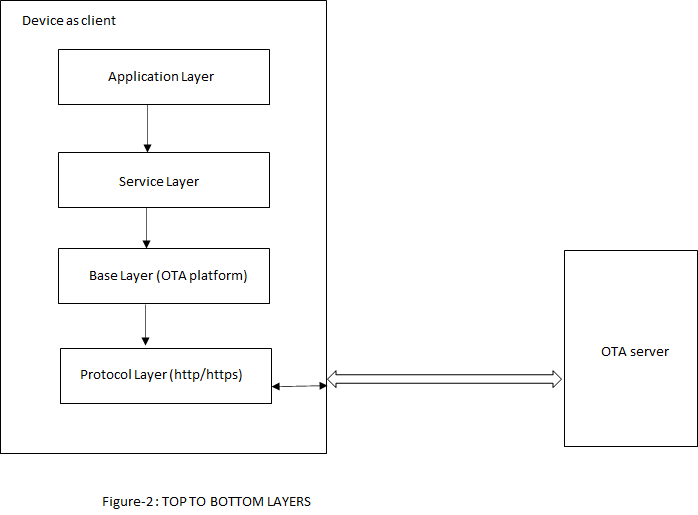 Device as client
Application Layer
Service Layer
Base Layer (OTA platform)
OTA server
Protocol Layer (http/https)
Figure-2 : TOP TO BOTTOM LAYERS